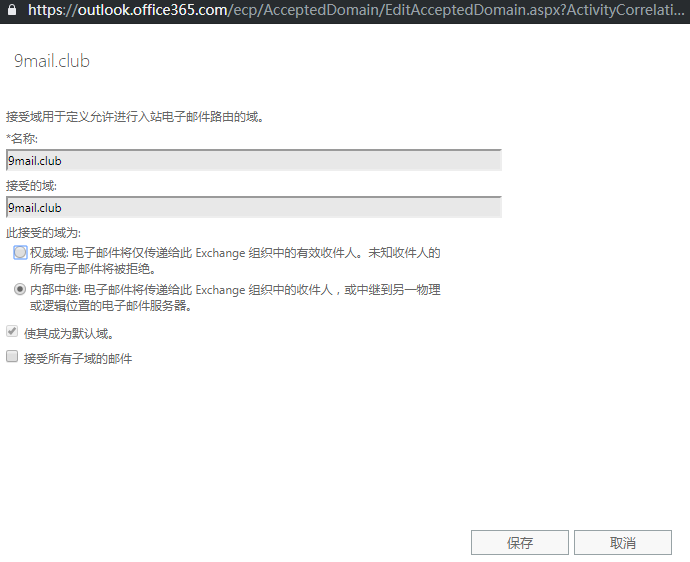 https://outlook.office365.com/ecp/AcceptedDomain/EditAcceptedDomain.aspx?ActivityCorrelati...
9mail.club
接受域用于定义允许进行入站电子邮件路由的域。
*名称:
9mail.club
接受的域:
9mail.club
此接受的域为:
权威域: 电子邮件将仅传递给此 Exchange 组织中的有效收件人。未知收件人的
所有电子邮件将被拒绝。
内部中继: 电子邮件将传递给此 Exchange 组织中的收件人，或中继到另一物理
或逻辑位置的电子邮件服务器。
使其成为默认域。
接受所有子域的邮件
保存
取消